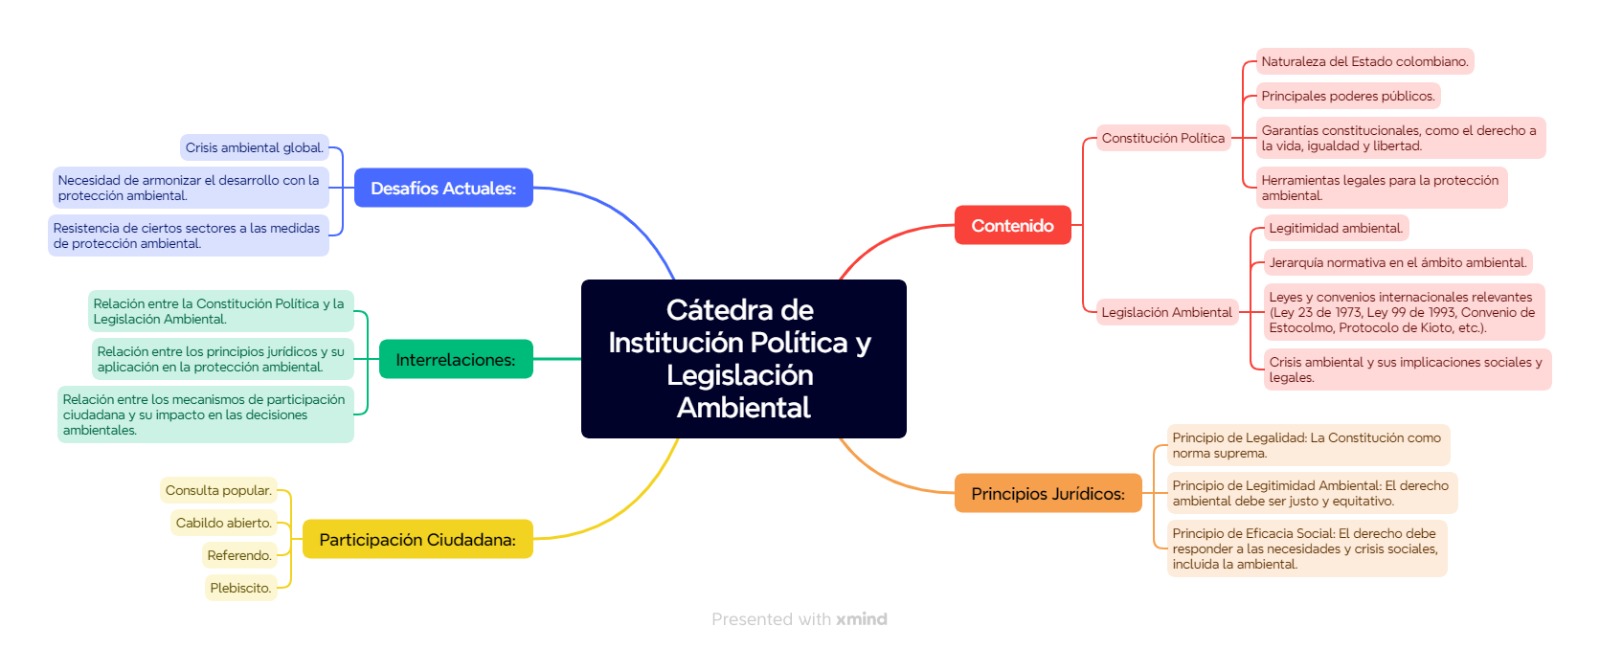 Cátedra de
Institución Política y
Legislación
Ambiental
Contenido
Constitución Política
Naturaleza del Estado colombiano.
Principales poderes públicos.
Garantías constitucionales, como el derecho a
la vida, igualdad y libertad.
Herramientas legales para la protección
ambiental.
Legislación Ambiental
Legitimidad ambiental.
Jerarquía normativa en el ámbito ambiental.
Leyes y convenios internacionales relevantes
(Ley 23 de 1973, Ley 99 de 1993, Convenio de
Estocolmo, Protocolo de Kioto, etc.).
Crisis ambiental y sus implicaciones sociales y
legales.
Principios Jurídicos:
Principio de Legalidad: La Constitución como
norma suprema.
Principio de Legitimidad Ambiental: El derecho
ambiental debe ser justo y equitativo.
Principio de Eficacia Social: El derecho debe
responder a las necesidades y crisis sociales,
incluida la ambiental.
Desafíos Actuales:
Crisis ambiental global.
Necesidad de armonizar el desarrollo con la
protección ambiental.
Resistencia de ciertos sectores a las medidas
de protección ambiental.
Interrelaciones:
Relación entre la Constitución Política y la
Legislación Ambiental.
Relación entre los principios jurídicos y su
aplicación en la protección ambiental.
Relación entre los mecanismos de participación
ciudadana y su impacto en las decisiones
ambientales.
Participación Ciudadana:
Consulta popular.
Cabildo abierto.
Referendo.
Plebiscito.
Presented with xmind